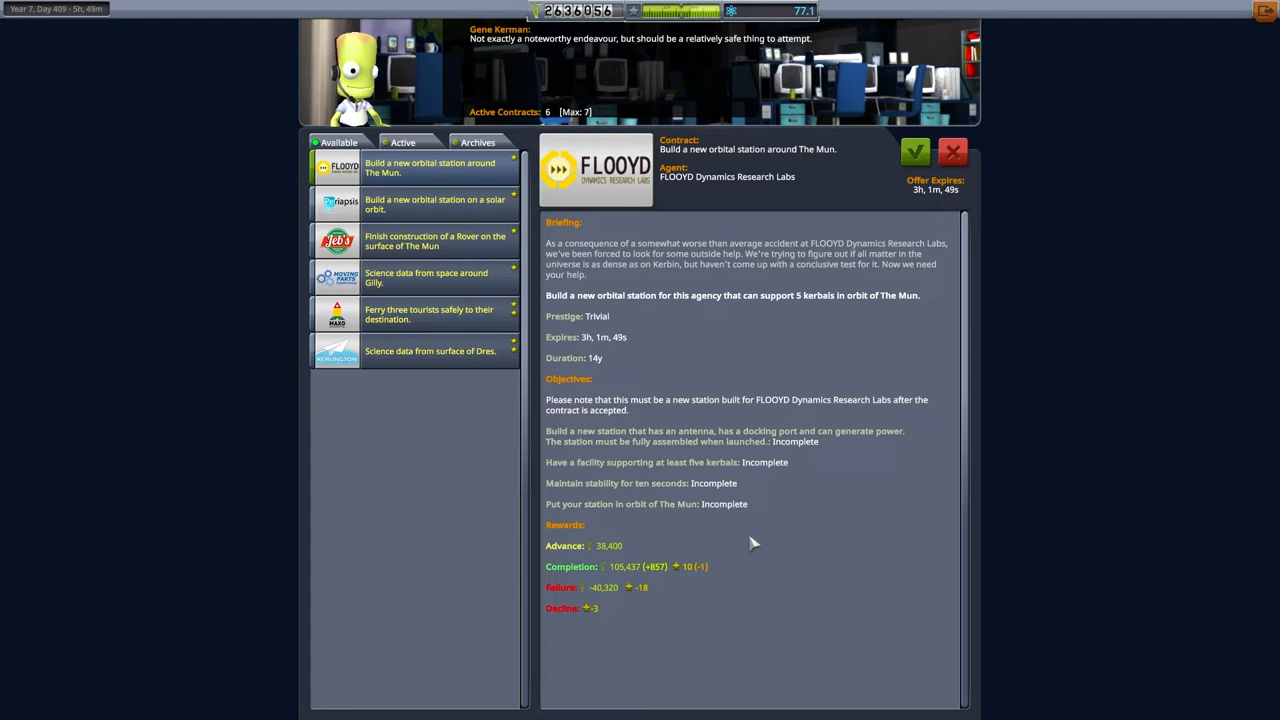 Year 7, Day 409 - 5h, 49m
2636056
77.1
Gene Kerman:
Not exactly a noteworthy endeavour, but should be a relatively safe thing to attempt.
Active Contracts: 6 [Max: 7]
Available
Active
Archives
FLOOYD
Build a new orbital station around
The Mun.
Periapsis
Build a new orbital station on a solar
orbit.
Jeb's
Finish construction of a Rover on the
surface of The Mun
MOVING
PARTS
Science data from space around
Gilly.
MAXO
Ferry three tourists safely to their
destination.
KERLINGTON
Science data from surface of Dres.
FLOOYD
DYNAMICS RESEARCH LABS
Contract:
Build a new orbital station around The Mun.
Agent:
FLOOYD Dynamics Research Labs
Offer Expires:
3h, 1m, 49s
Briefing:
As a consequence of a somewhat worse than average accident at FLOOYD Dynamics Research Labs,
we've been forced to look for some outside help. We're trying to figure out if all matter in the
universe is as dense as on Kerbin, but haven't come up with a conclusive test for it. Now we need
your help.
Build a new orbital station for this agency that can support 5 kerbals in orbit of The Mun.
Prestige: Trivial
Expires: 3h, 1m, 49s
Duration: 14y
Objectives:
Please note that this must be a new station built for FLOOYD Dynamics Research Labs after the
contract is accepted.
Build a new station that has an antenna, has a docking port and can generate power.
The station must be fully assembled when launched.: Incomplete
Have a facility supporting at least five kerbals: Incomplete
Maintain stability for ten seconds: Incomplete
Put your station in orbit of The Mun: Incomplete
Rewards:
Advance: 38,400
Completion: 105,437 (+857) 10 (-1)
Failure: -40,320 -18
Decline: -3